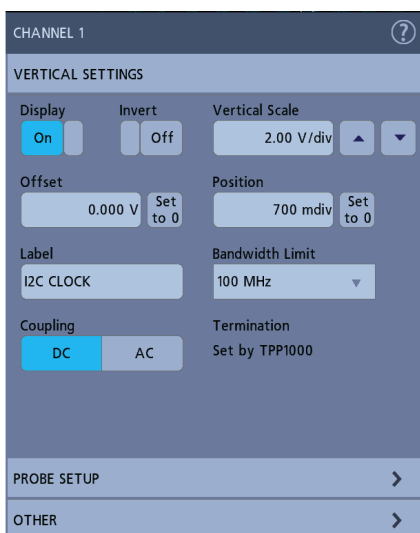 CHANNEL 1 ?
VERTICAL SETTINGS
Display Invert Vertical Scale
On Off 2.00 V/div
Offset Position
0.000 V Set to 0 700 mdiv Set to 0
Label Bandwidth Limit
I2C CLOCK 100 MHz
Coupling Termination
DC AC Set by TPP1000
PROBE SETUP
OTHER